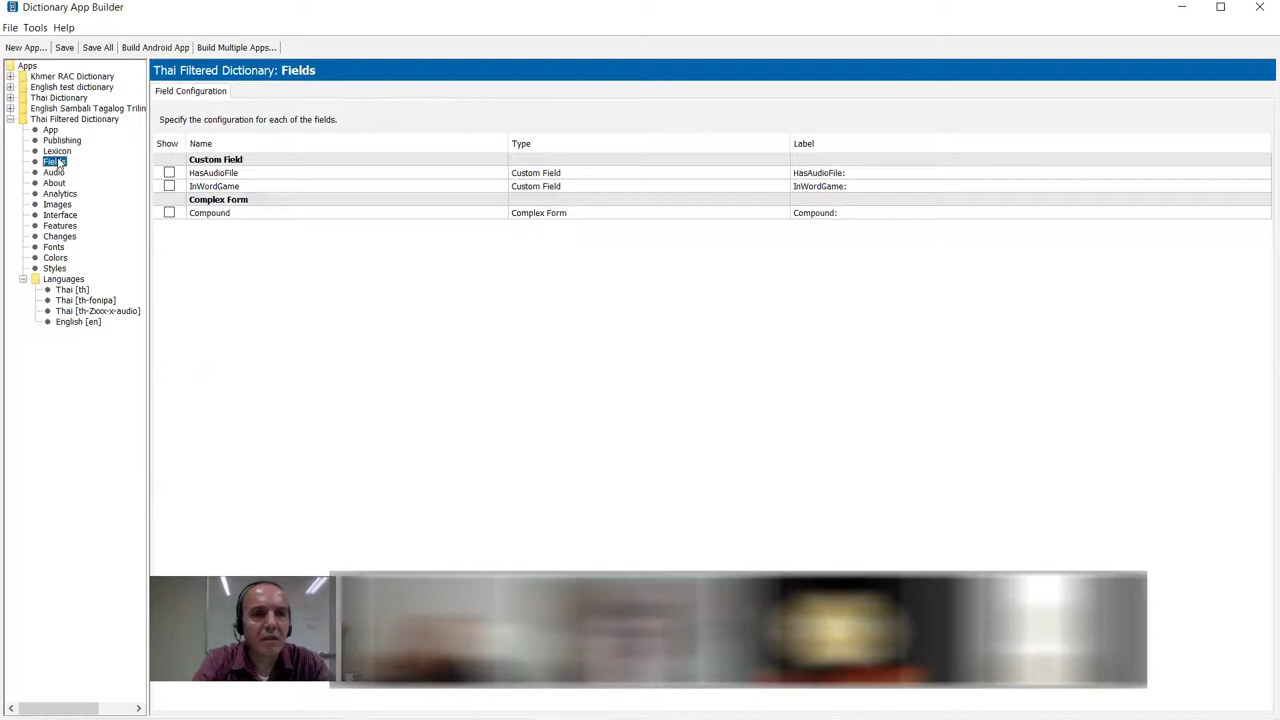 Dictionary App Builder
File Tools Help
New App... Save Save All Build Android App Build Multiple Apps...
Apps
Khmer RAC Dictionary
English test dictionary
Thai Dictionary
English Sambali Tagalog Trilin
Thai Filtered Dictionary
App
Publishing
Lexicon
Fields
Audio
About
Analytics
Images
Interface
Features
Changes
Fonts
Colors
Styles
Languages
Thai [th]
Thai [th-fonipa]
Thai [th-Zxxx-x-audio]
English [en]
Thai Filtered Dictionary: Fields
Field Configuration
Specify the configuration for each of the fields.
Show Name Type Label
Custom Field
HasAudioFile Custom Field HasAudioFile:
InWordGame Custom Field InWordGame:
Complex Form
Compound Complex Form Compound: